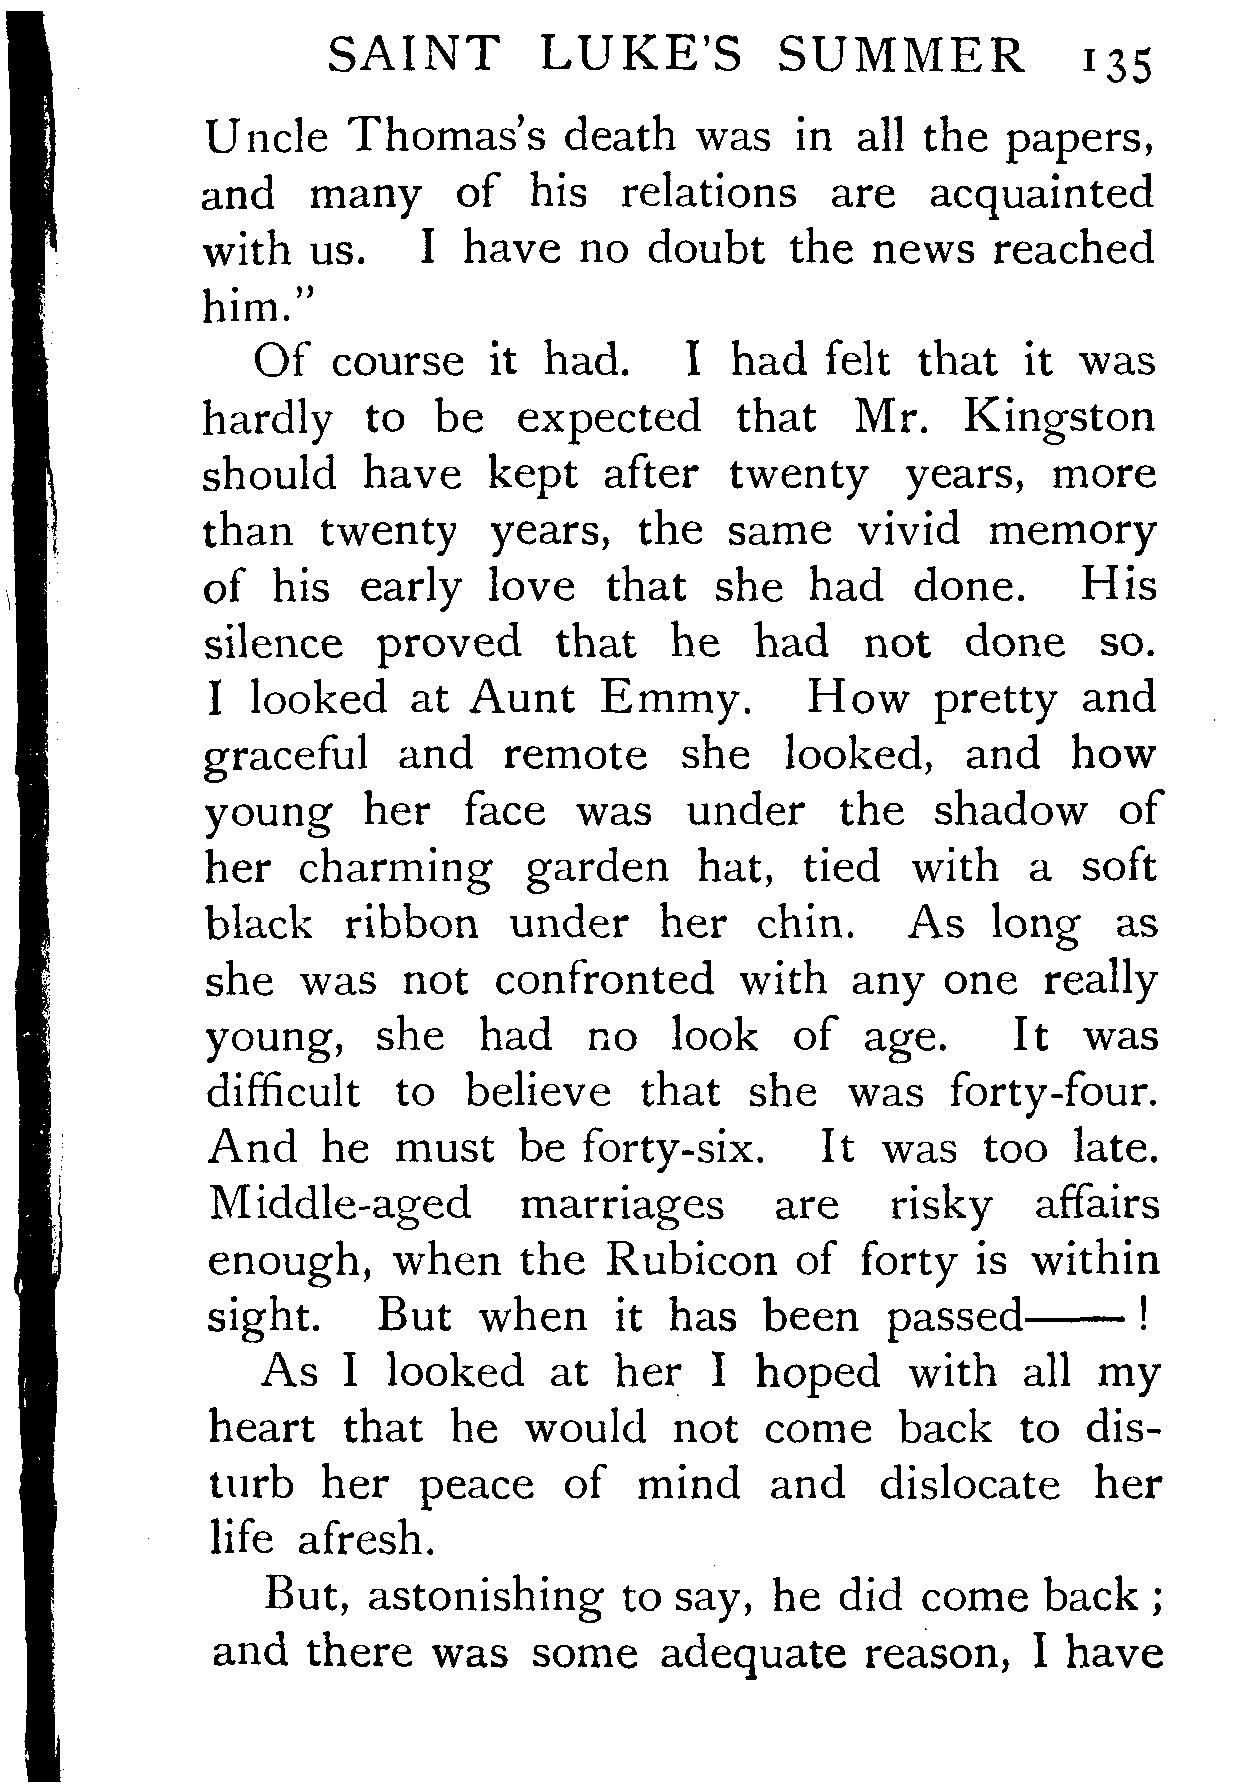 SAINT LUKE'S SUMMER 135
Uncle Thomas's death was in all the papers,
and many of his relations are acquainted
with us. I have no doubt the news reached
him."
Of course it had. I had felt that it was
hardly to be expected that Mr. Kingston
should have kept after twenty years, more
than twenty years, the same vivid memory
of his early love that she had done. His
silence proved that he had not done so.
I looked at Aunt Emmy. How pretty and
graceful and remote she looked, and how
young her face was under the shadow of
her charming garden hat, tied with a soft
black ribbon under her chin. As long as
she was not confronted with any one really
young, she had no look of age. It was
difficult to believe that she was forty-four.
And he must be forty-six. It was too late.
Middle-aged marriages are risky affairs
enough, when the Rubicon of forty is within
sight. But when it has been passed——!
As I looked at her I hoped with all my
heart that he would not come back to dis-
turb her peace of mind and dislocate her
life afresh.
But, astonishing to say, he did come back ;
and there was some adequate reason, I have